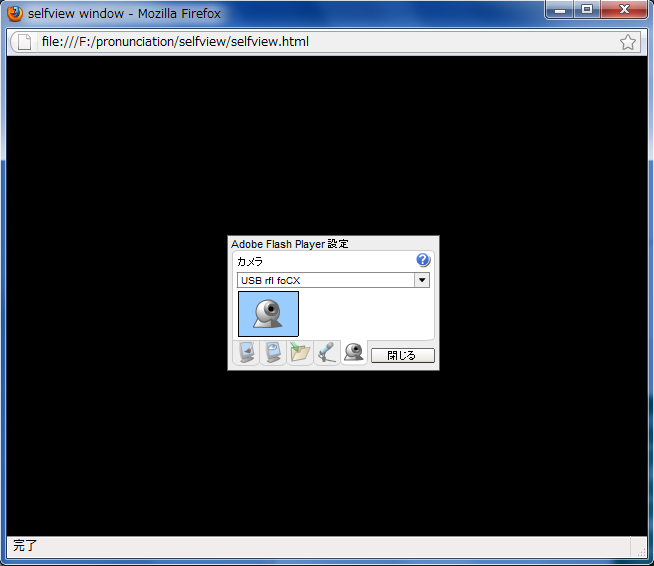 selfview window - Mozilla Firefox
file:///F:/pronunciation/selfview/selfview.html
Adobe Flash Player 設定
カメラ
?
USB rfl foCX
閉じる
完了